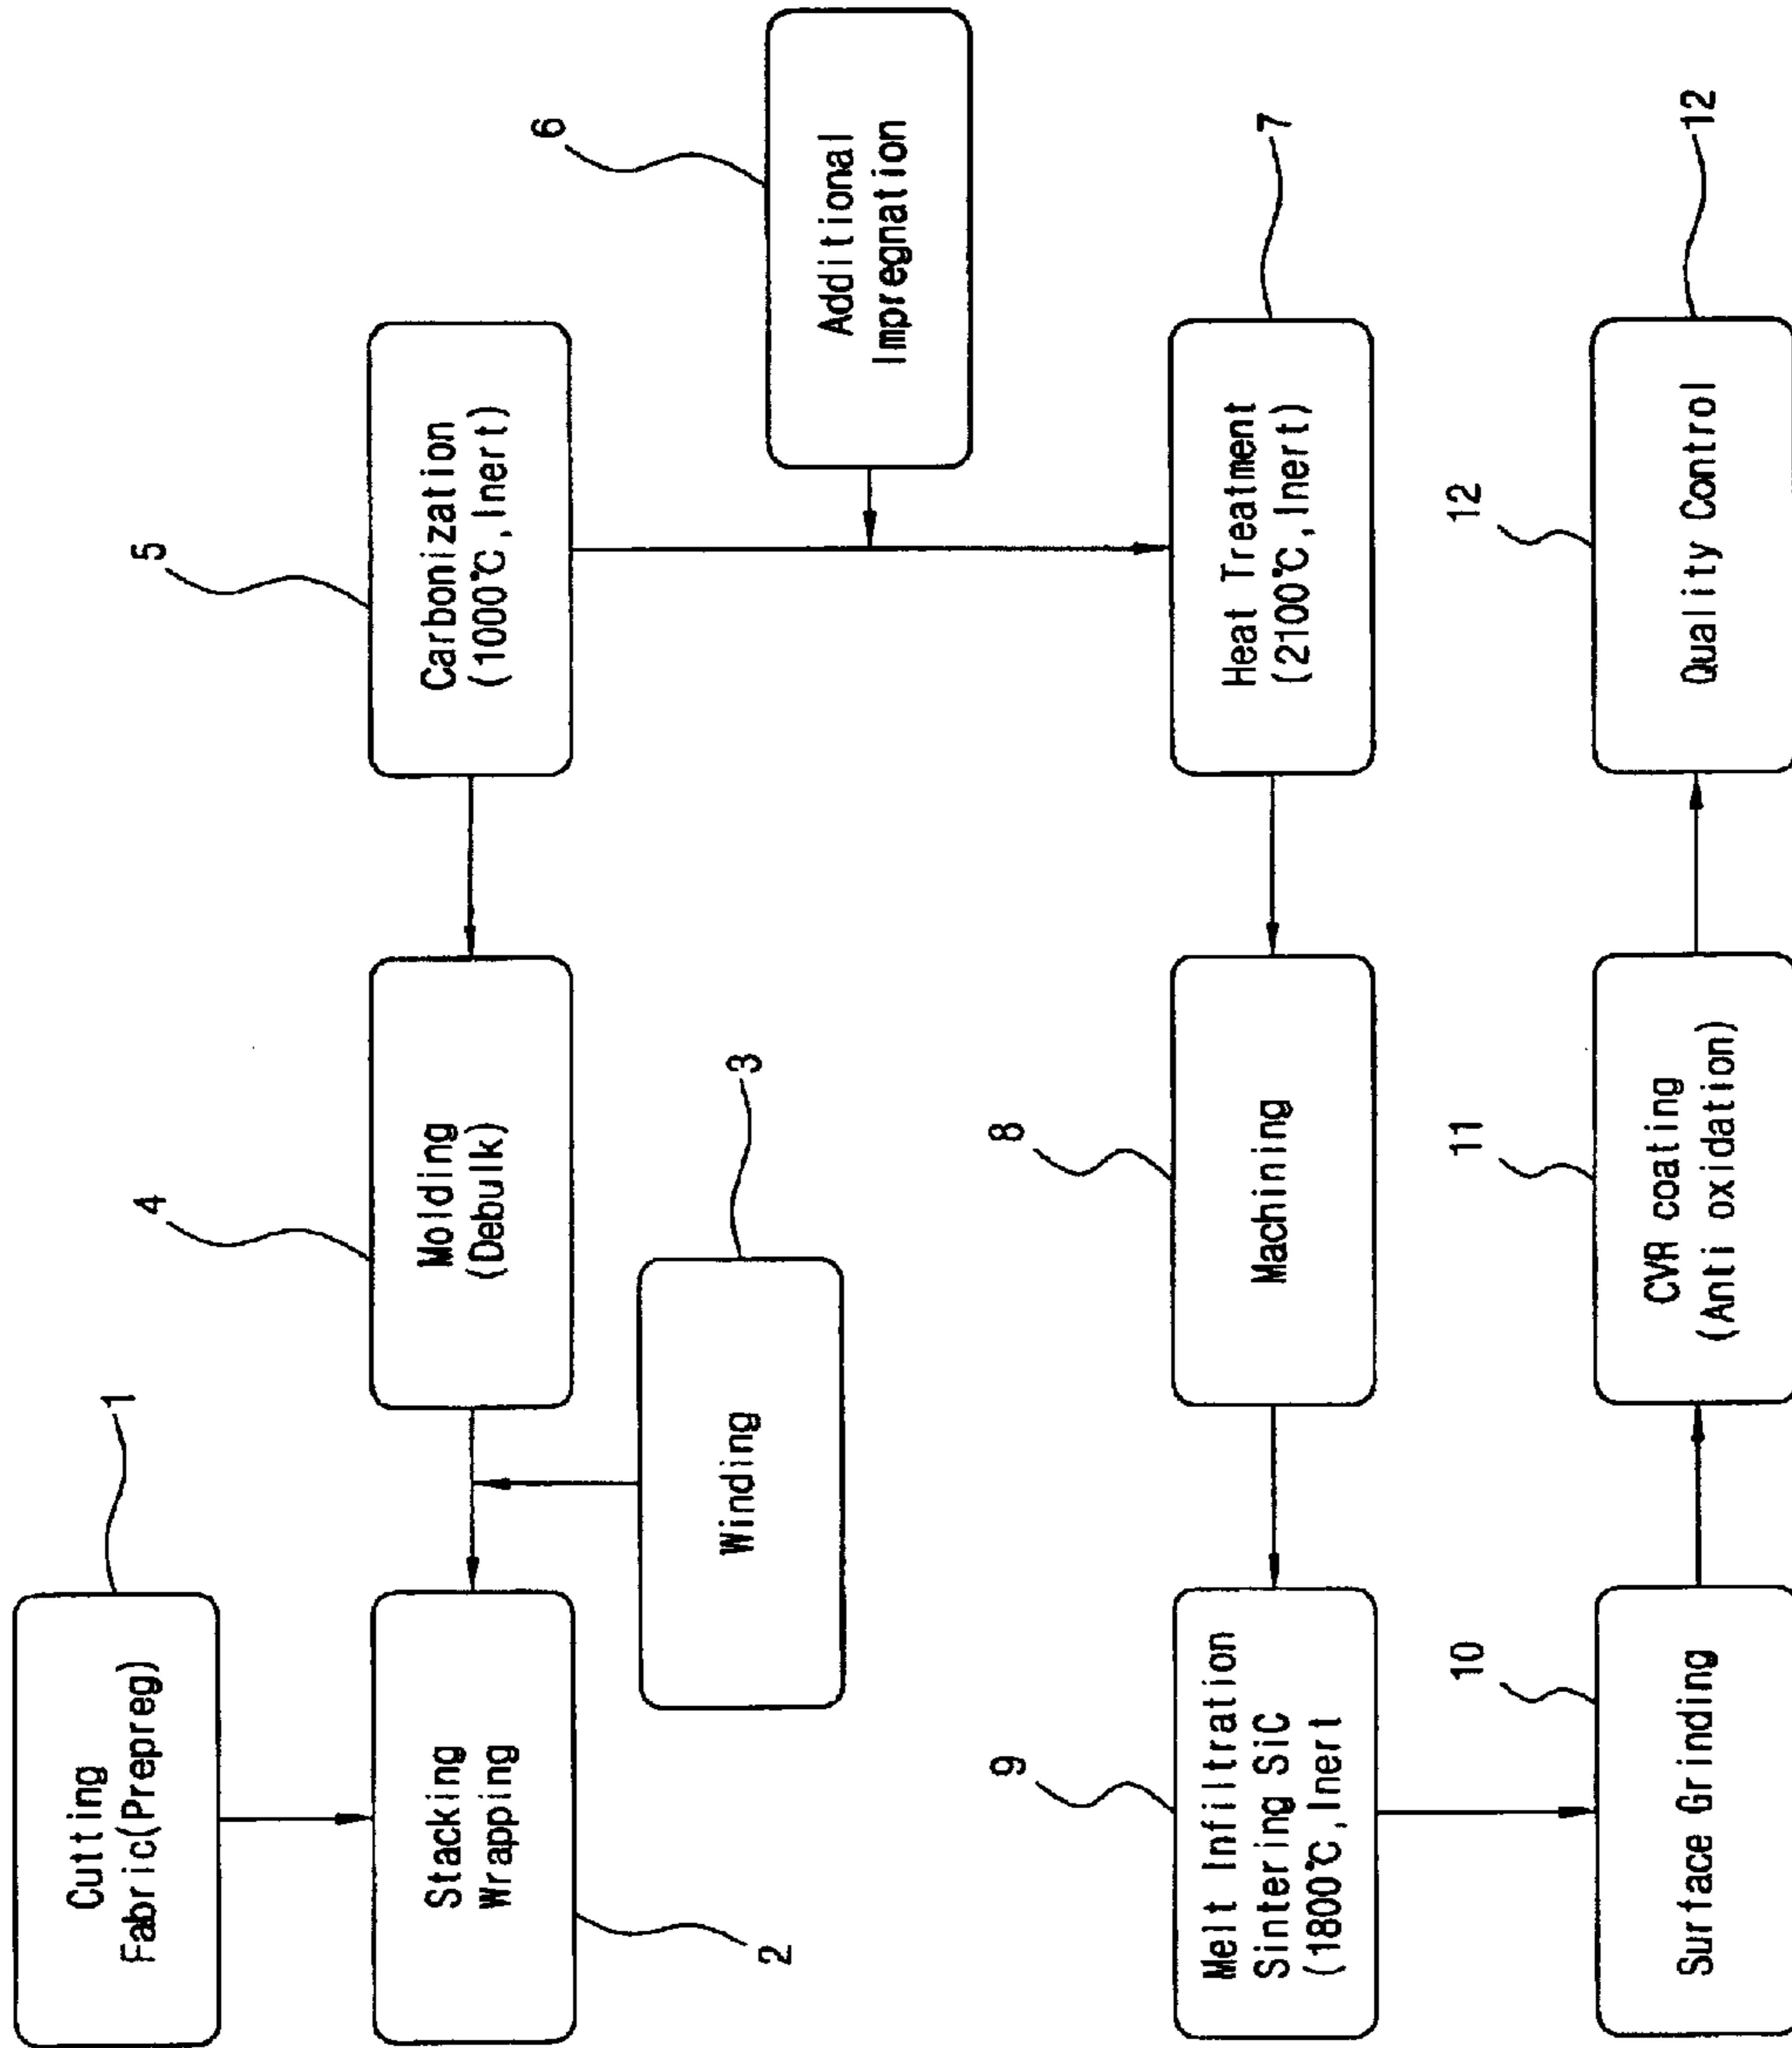 1
Cutting
Fabric(Prepreg)
2
Stacking
Wrapping
3
Winding
4
Molding
(Debulk)
5
Carbonization
(1000℃,Inert)
6
Additional
Impregnation
7
Heat Treatment
(2100℃,Inert)
8
Machining
9
Melt Infiltration
Sintering SiC
(1800℃,Inert
10
Surface Grinding
11
CVR coating
(Anti oxidation)
12
Quality Control
12